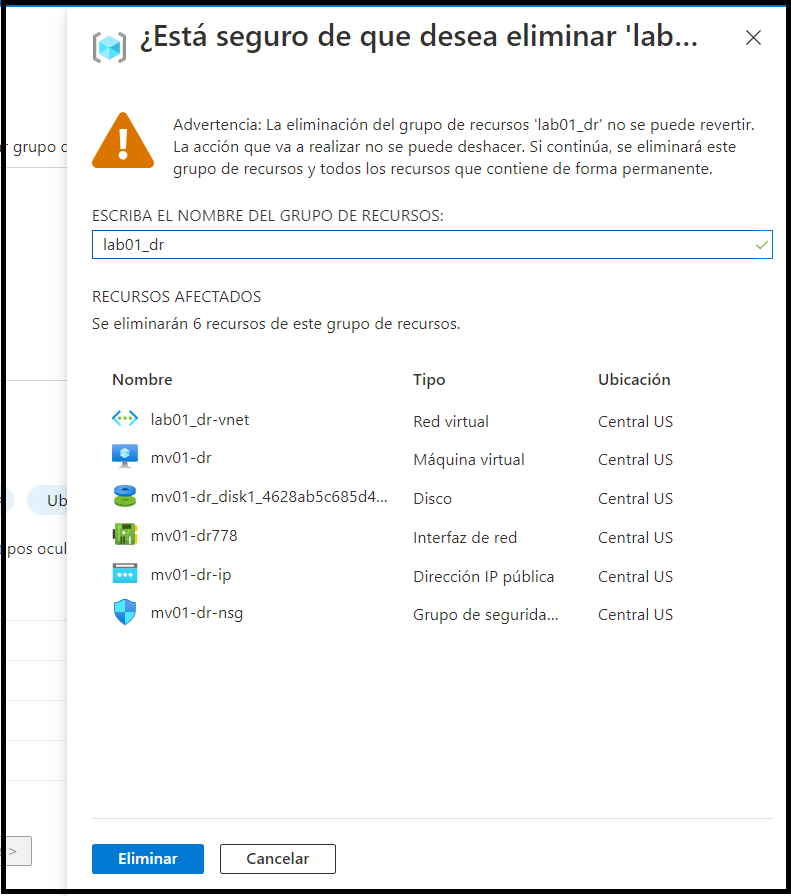 ¿Está seguro de que desea eliminar 'lab...
Advertencia: La eliminación del grupo de recursos 'lab01_dr' no se puede revertir.
r grupo
La acción que va a realizar no se puede deshacer. Si continúa, se eliminará este
grupo de recursos y todos los recursos que contiene de forma permanente.
ESCRIBA EL NOMBRE DEL GRUPO DE RECURSOS:
lab01_dr
RECURSOS AFECTADOS
Se eliminarán 6 recursos de este grupo de recursos.
Nombre Tipo Ubicación
lab01_dr-vnet Red virtual Central US
mv01-dr Máquina virtual Central US
mv01-dr_disk1_4628ab5c685d4... Disco Central US
Ub
mv01-dr778 Interfaz de red Central US
pos ocul
mv01-dr-ip Dirección IP pública Central US
mv01-dr-nsg Grupo de segurida... Central US
>
Eliminar Cancelar